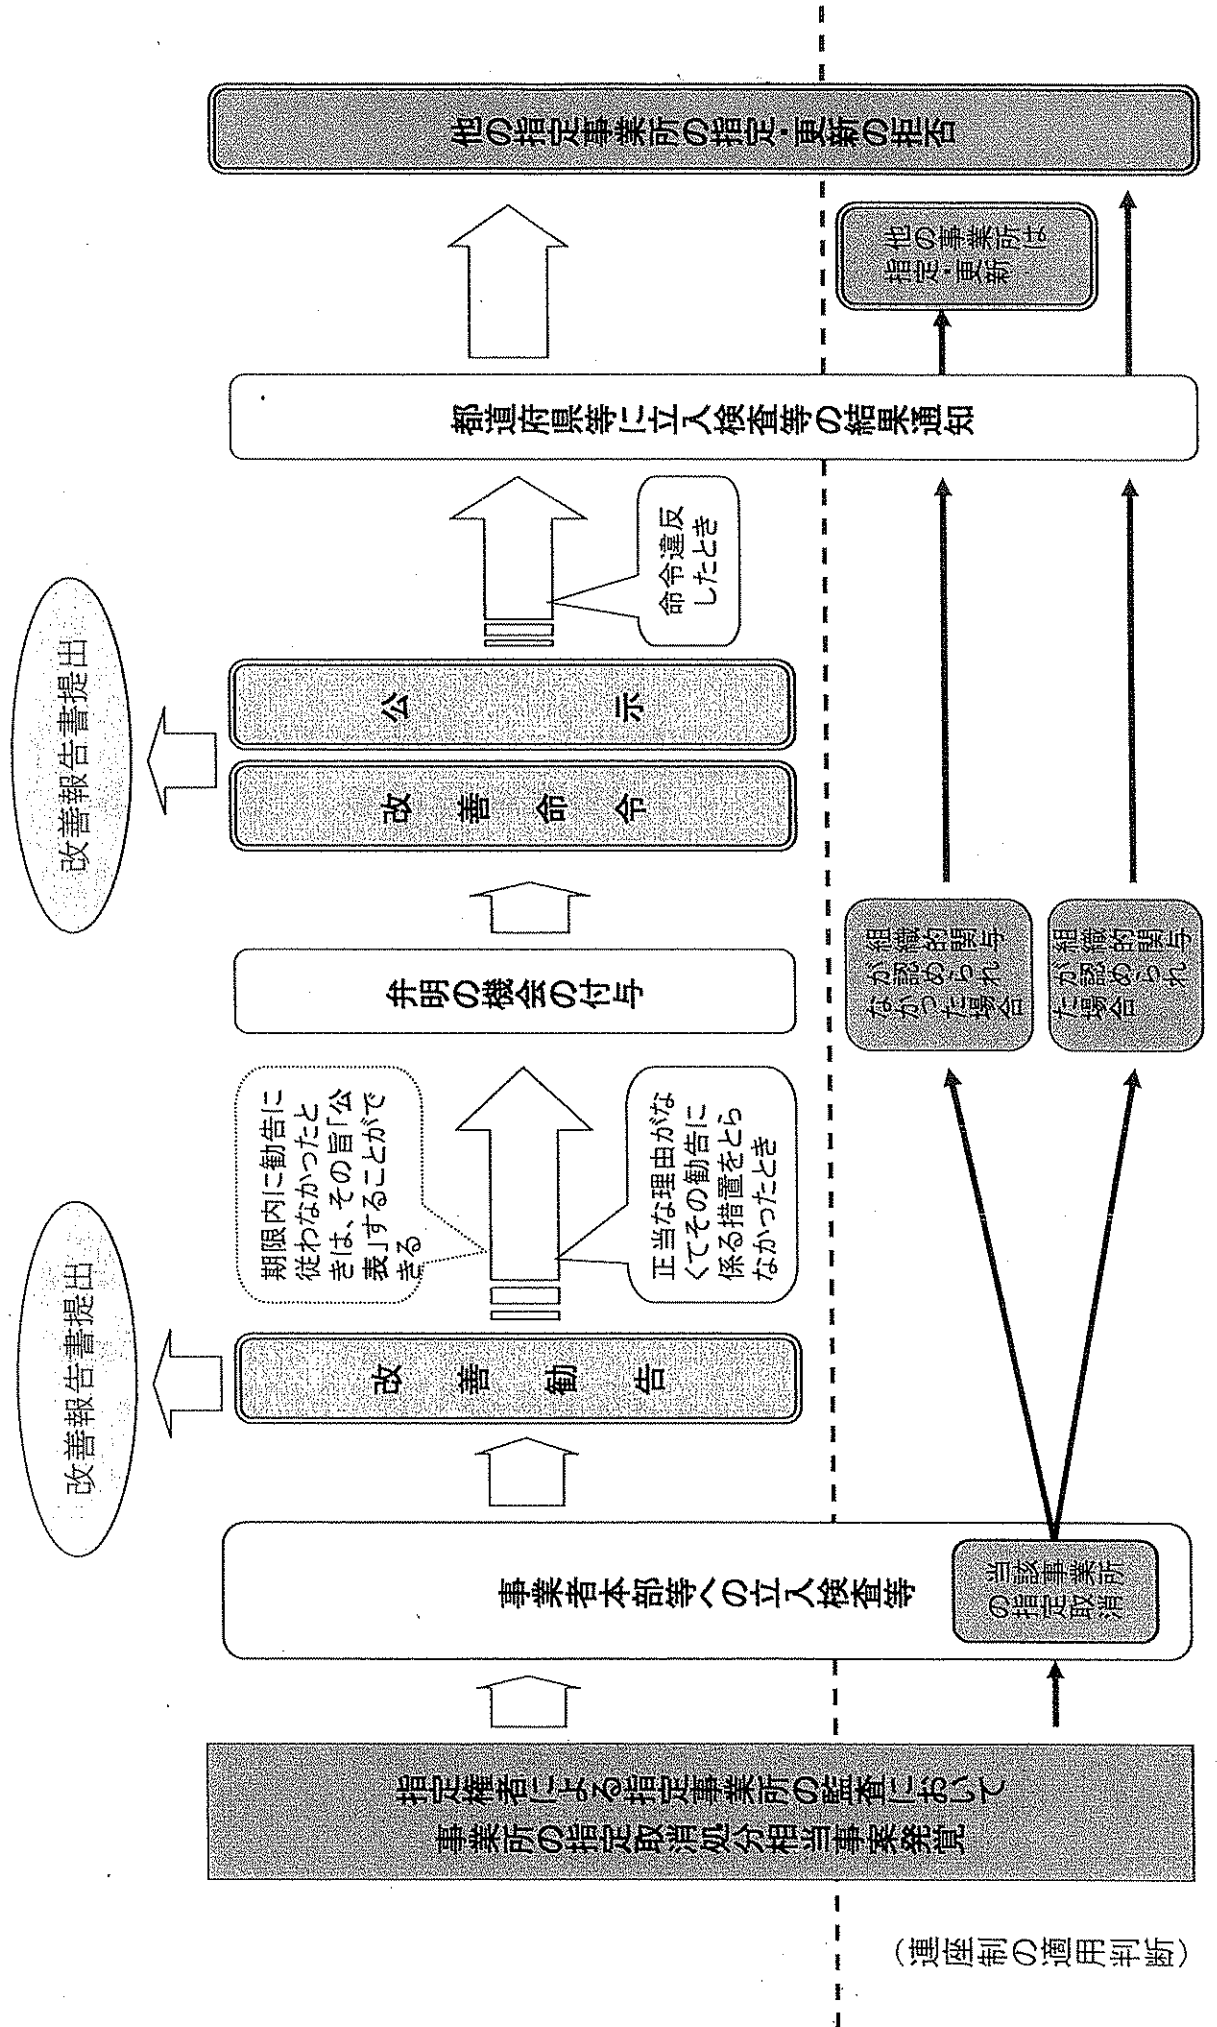 指定権者による指定事業所の監査において
事業所の指定取消処分相当事案発覚
事業者本部等への立入検査等
当該事業所
の指定取
消
改善勧告
改善報告書提出
期限内に勧告に
従わなかったと
きは、その旨「公
表」することがで
きる
正当な理由がな
くてその勧告に
係る措置をとら
なかったとき
弁明の機会の付与
改善命令
公示
改善報告書提出
命令違反
したとき
都道府県等に立入検査等の結果通知
他の指定事業所の指定・更新の拒否
(連座制の適用判断)
組織的関与
が認められ
なかった場合
組織的関与
が認められ
た場合
他の事業所は
指定・更新